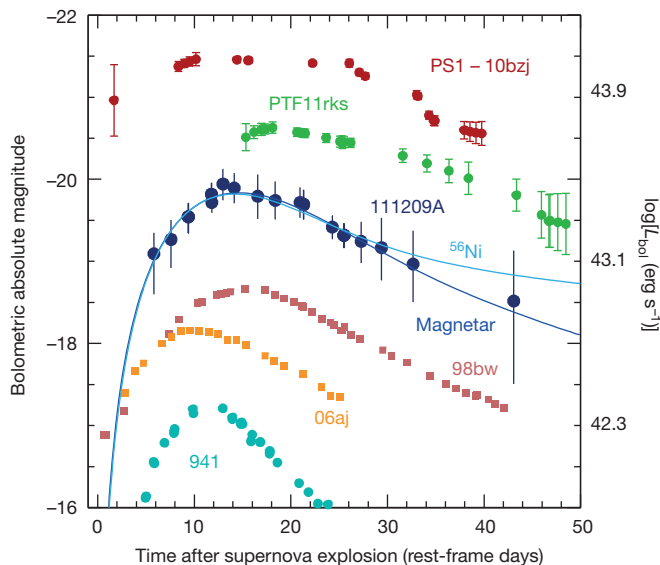 –22
PS1 – 10bzj
43.9
PTF11rks
–20
111209A
56Ni
43.1
Magnetar
–18
98bw
06aj
42.3
941
–16
0
10
20
30
40
50
Bolometric absolute magnitude
log[Lbol (erg s–1)]
Time after supernova explosion (rest-frame days)